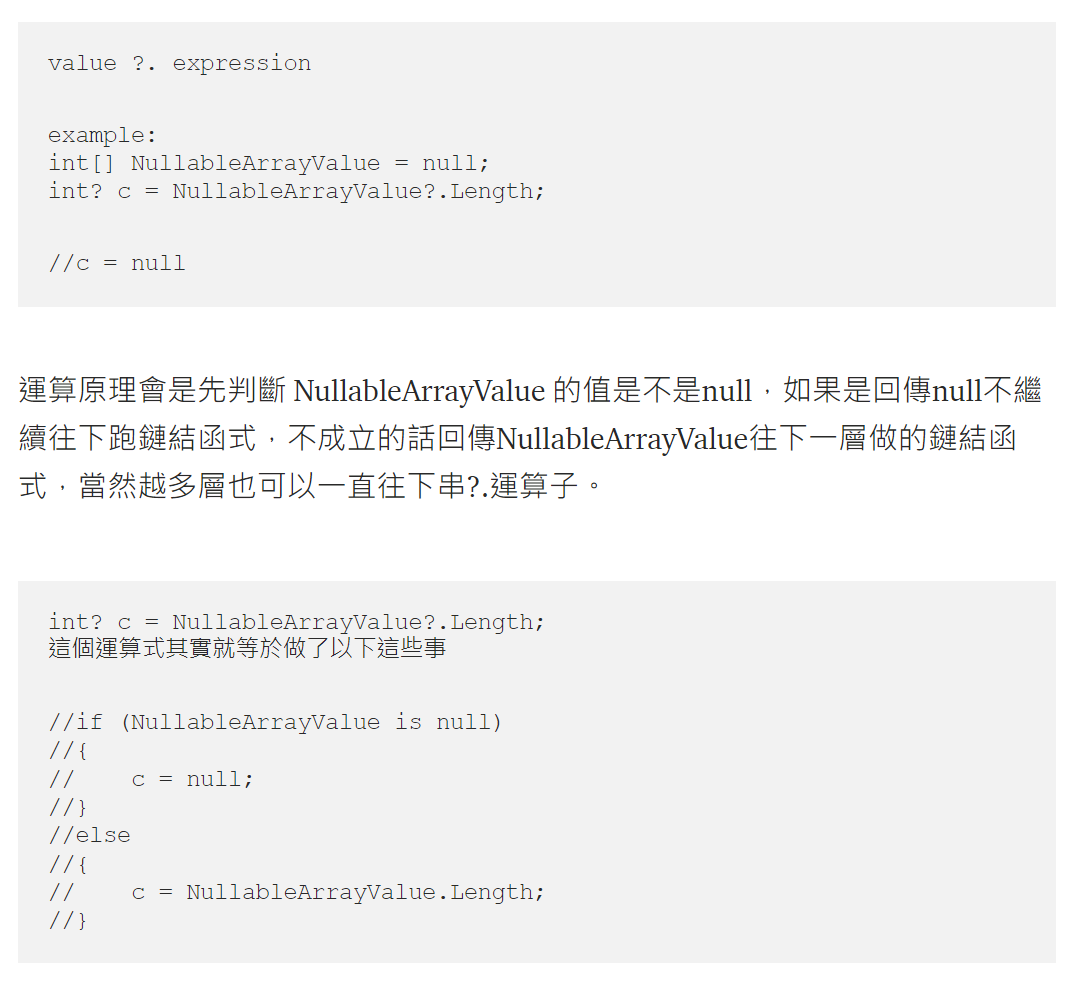 value ?. expression
example:
int[] NullableArrayValue = null;
int? c = NullableArrayValue?.Length;
//c = null
運算原理會是先判斷 NullableArrayValue 的值是不是null，如果是回傳null不繼
續往下跑鏈結函式，不成立的話回傳NullableArrayValue往下一層做的鏈結函
式，當然越多層也可以一直往下串?.運算子。
int? c = NullableArrayValue?.Length;
這個運算式其實就等於做了以下這些事
//if (NullableArrayValue is null)
//{
//    c = null;
//}
//else
//{
//    c = NullableArrayValue.Length;
//}